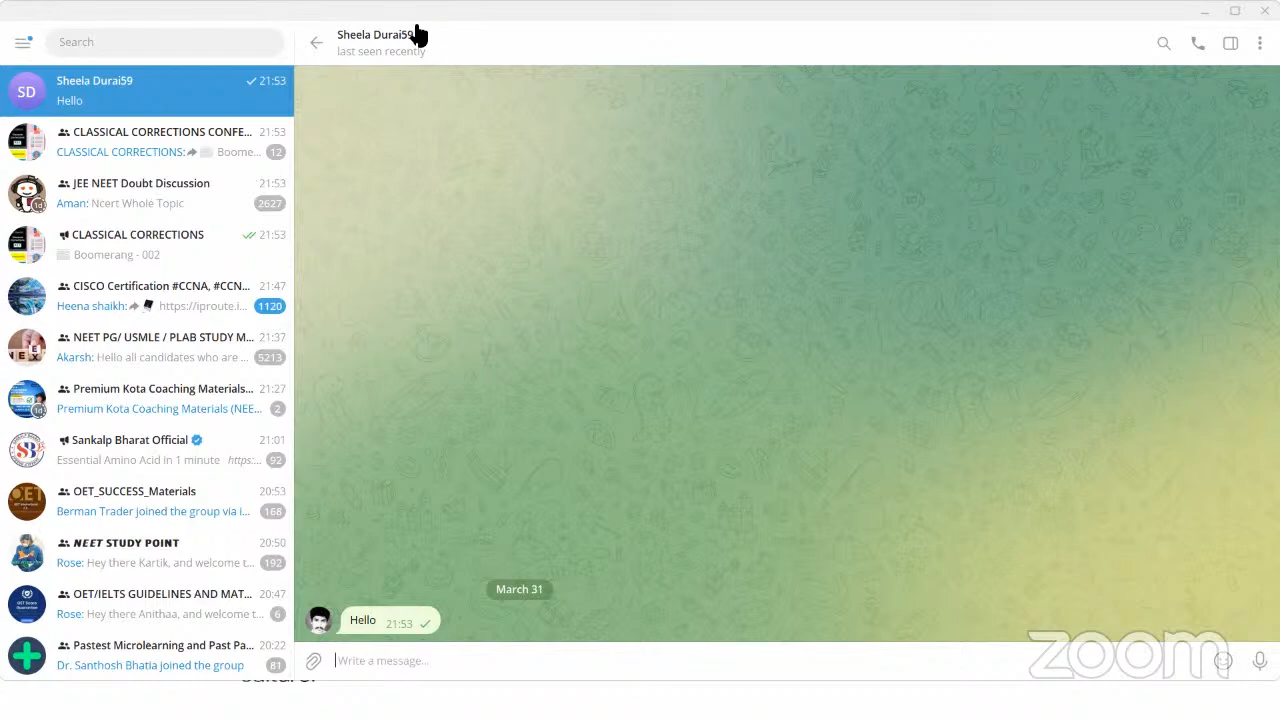 Search
Sheela Durai59
last seen recently
SD
Sheela Durai59 21:53
Hello
CLASSICAL CORRECTIONS CONFE... 21:53
CLASSICAL CORRECTIONS: Boome... 12
JEE NEET Doubt Discussion 21:53
Aman: Ncert Whole Topic 2627
1d
CLASSICAL CORRECTIONS 21:53
Boomerang - 002
CISCO Certification #CCNA, #CCN... 21:47
Heena shaikh: https://iproute.i... 1120
NEET PG/ USMLE / PLAB STUDY M... 21:37
Akarsh: Hello all candidates who are ... 5213
Premium Kota Coaching Materials... 21:27
Premium Kota Coaching Materials (NEE... 2
1d
Sankalp Bharat Official 21:01
Essential Amino Acid in 1 minute https:... 92
OET_SUCCESS_Materials 20:53
Berman Trader joined the group via i... 168
NEET STUDY POINT 20:50
Rose: Hey there Kartik, and welcome t... 192
OET/IELTS GUIDELINES AND MAT... 20:47
Rose: Hey there Anithaa, and welcome t... 6
Pastest Microlearning and Past Pa... 20:22
Dr. Santhosh Bhatia joined the group 81
March 31
Hello 21:53
Write a message...
zoom